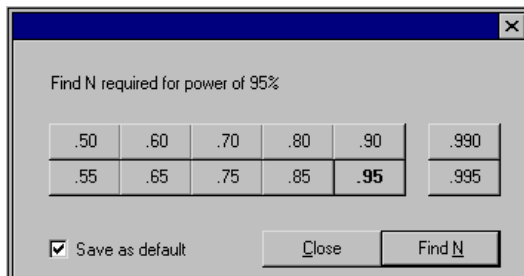 Find N required for power of 95%
.50 .60 .70 .80 .90 .990
.55 .65 .75 .85 .95 .995
Save as default Close Find N